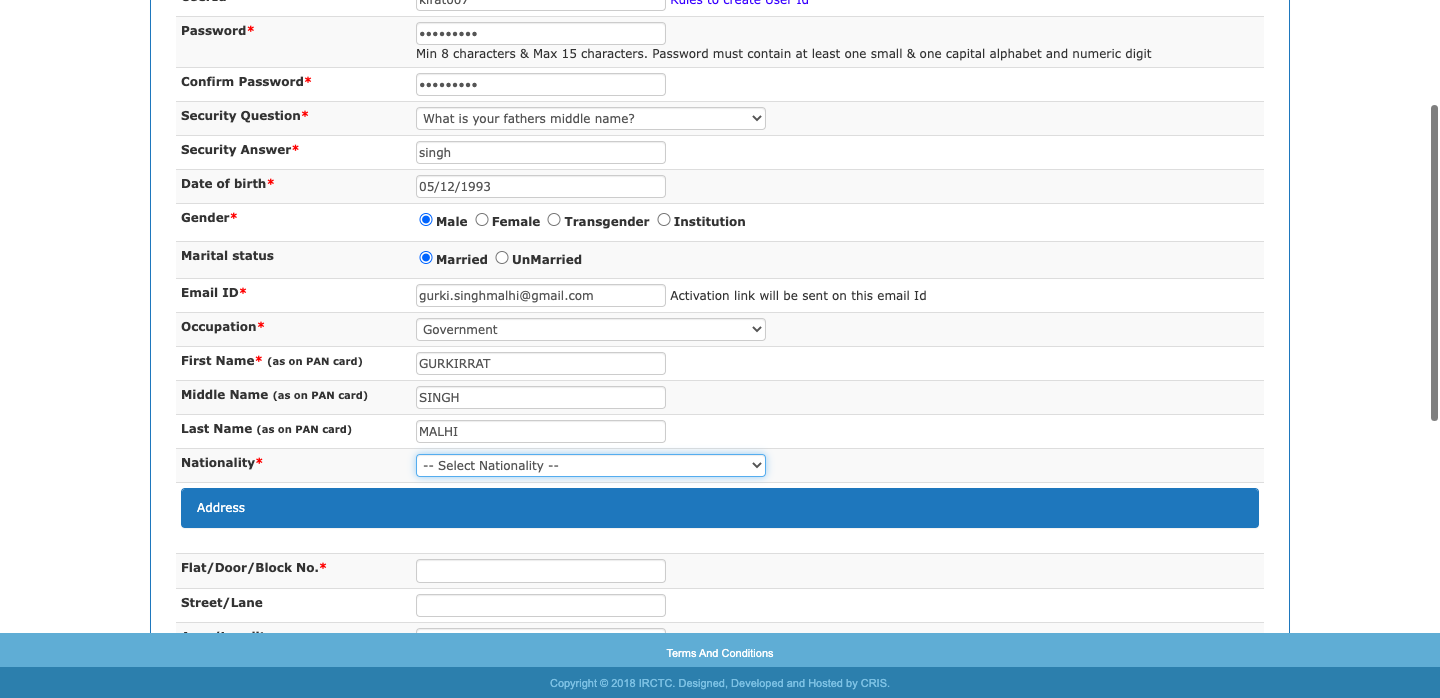 kirat007 Rules to create User Id
Password* •••••••••
Min 8 characters & Max 15 characters. Password must contain at least one small & one capital alphabet and numeric digit
Confirm Password* •••••••••
Security Question* What is your fathers middle name?
Security Answer* singh
Date of birth* 05/12/1993
Gender* Male Female Transgender Institution
Marital status Married UnMarried
Email ID* gurki.singhmalhi@gmail.com Activation link will be sent on this email Id
Occupation* Government
First Name* (as on PAN card) GURKIRRAT
Middle Name (as on PAN card) SINGH
Last Name (as on PAN card) MALHI
Nationality* -- Select Nationality --
Address
Flat/Door/Block No.*
Street/Lane
Terms And Conditions
Copyright © 2018 IRCTC. Designed, Developed and Hosted by CRIS.